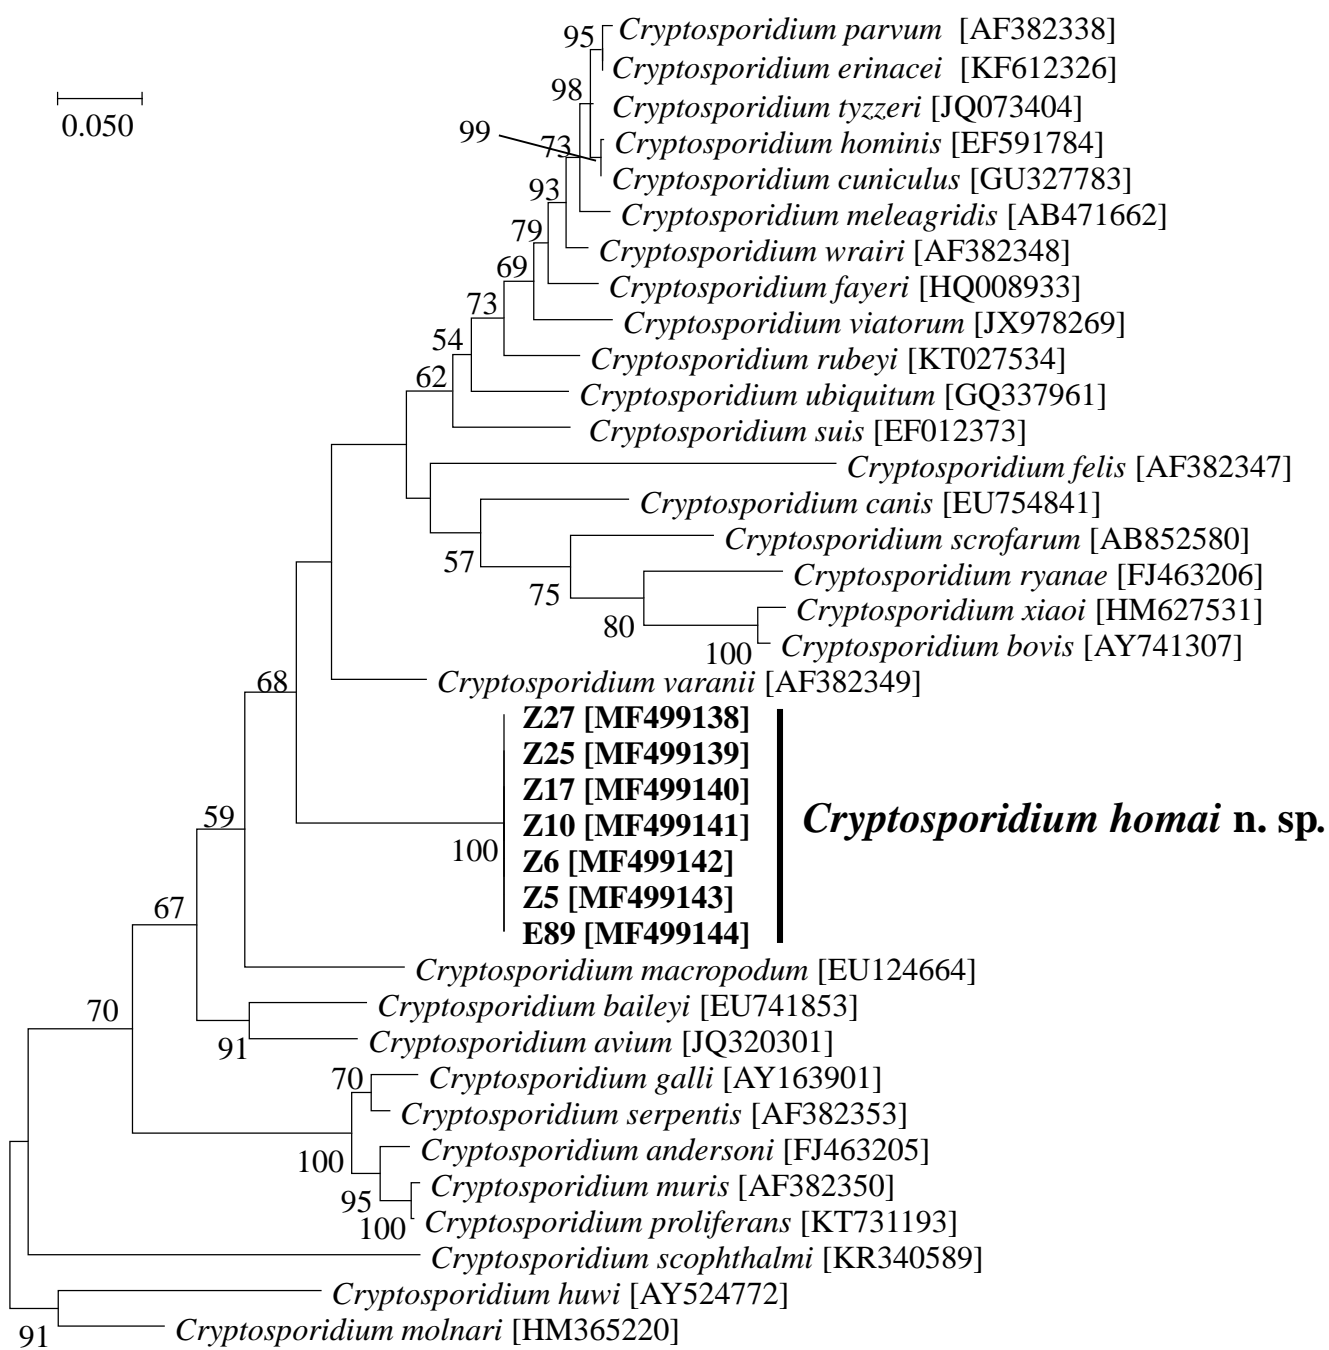 95
Cryptosporidium parvum [AF382338]
Cryptosporidium erinacei [KF612326]
98
Cryptosporidium tyzzeri [JQ073404]
0.050
99
73
Cryptosporidium hominis [EF591784]
Cryptosporidium cuniculus [GU327783]
93
Cryptosporidium meleagridis [AB471662]
79
Cryptosporidium wrairi [AF382348]
69
Cryptosporidium fayeri [HQ008933]
73
Cryptosporidium viatorum [JX978269]
54
Cryptosporidium rubeyi [KT027534]
62
Cryptosporidium ubiquitum [GQ337961]
Cryptosporidium suis [EF012373]
Cryptosporidium felis [AF382347]
Cryptosporidium canis [EU754841]
Cryptosporidium scrofarum [AB852580]
57
Cryptosporidium ryanae [FJ463206]
75
Cryptosporidium xiaoi [HM627531]
80
Cryptosporidium bovis [AY741307]
100
68
Cryptosporidium varanii [AF382349]
Z27 [MF499138]
Z25 [MF499139]
Z17 [MF499140]
59
Z10 [MF499141]
Cryptosporidium homai n. sp.
100
Z6 [MF499142]
Z5 [MF499143]
67
E89 [MF499144]
Cryptosporidium macropodum [EU124664]
70
Cryptosporidium baileyi [EU741853]
91
Cryptosporidium avium [JQ320301]
70
Cryptosporidium galli [AY163901]
Cryptosporidium serpentis [AF382353]
100
Cryptosporidium andersoni [FJ463205]
95
Cryptosporidium muris [AF382350]
100
Cryptosporidium proliferans [KT731193]
Cryptosporidium scophthalmi [KR340589]
Cryptosporidium huwi [AY524772]
91
Cryptosporidium molnari [HM365220]